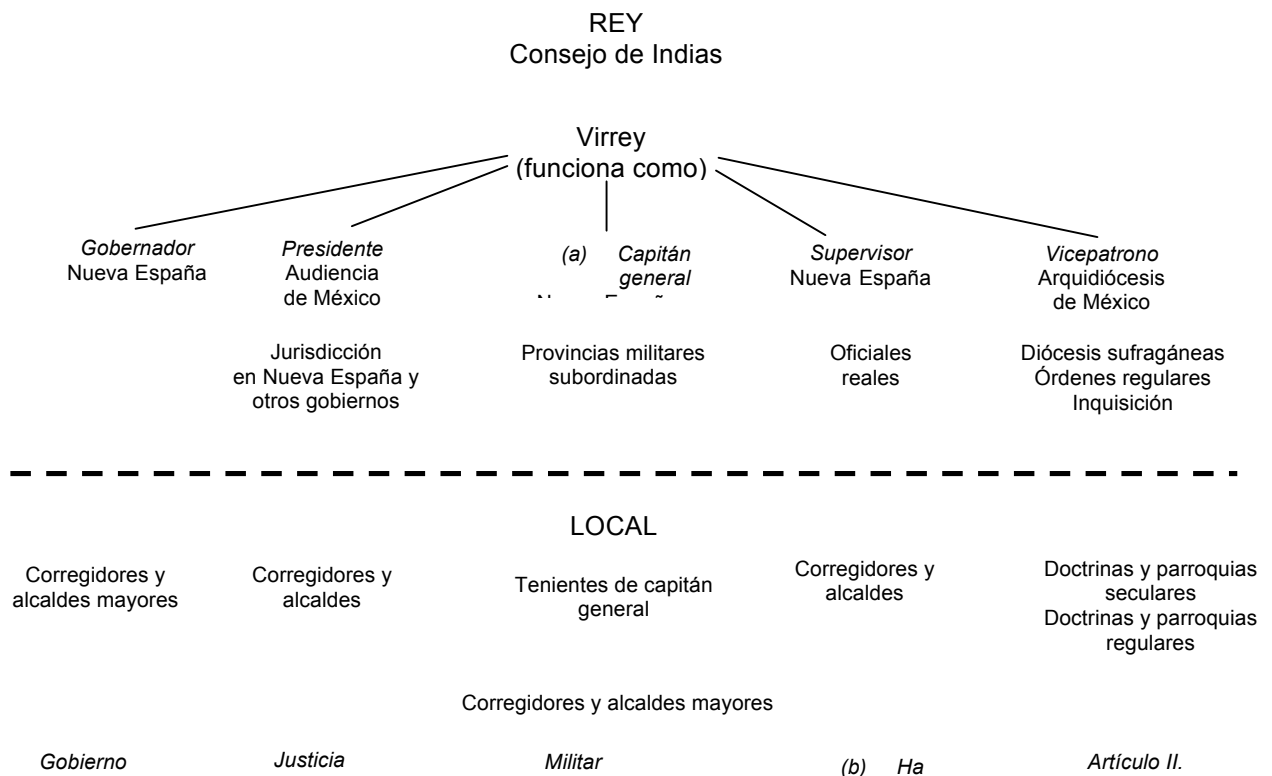 REY
Consejo de Indias
Virrey
(funciona como)
Gobernador
Nueva España
Presidente
Audiencia
de México
(a) Capitán
general
Supervisor
Nueva España
Vicepatrono
Arquidiócesis
de México
Jurisdicción
en Nueva España y
otros gobiernos
Provincias militares
subordinadas
Oficiales
reales
Diócesis sufragáneas
Órdenes regulares
Inquisición
LOCAL
Corregidores y
alcaldes mayores
Corregidores y
alcaldes
Tenientes de capitán
general
Corregidores y
alcaldes
Doctrinas y parroquias
seculares
Doctrinas y parroquias
regulares
Corregidores y alcaldes mayores
Gobierno
Justicia
Militar
(b) Ha
Artículo II.